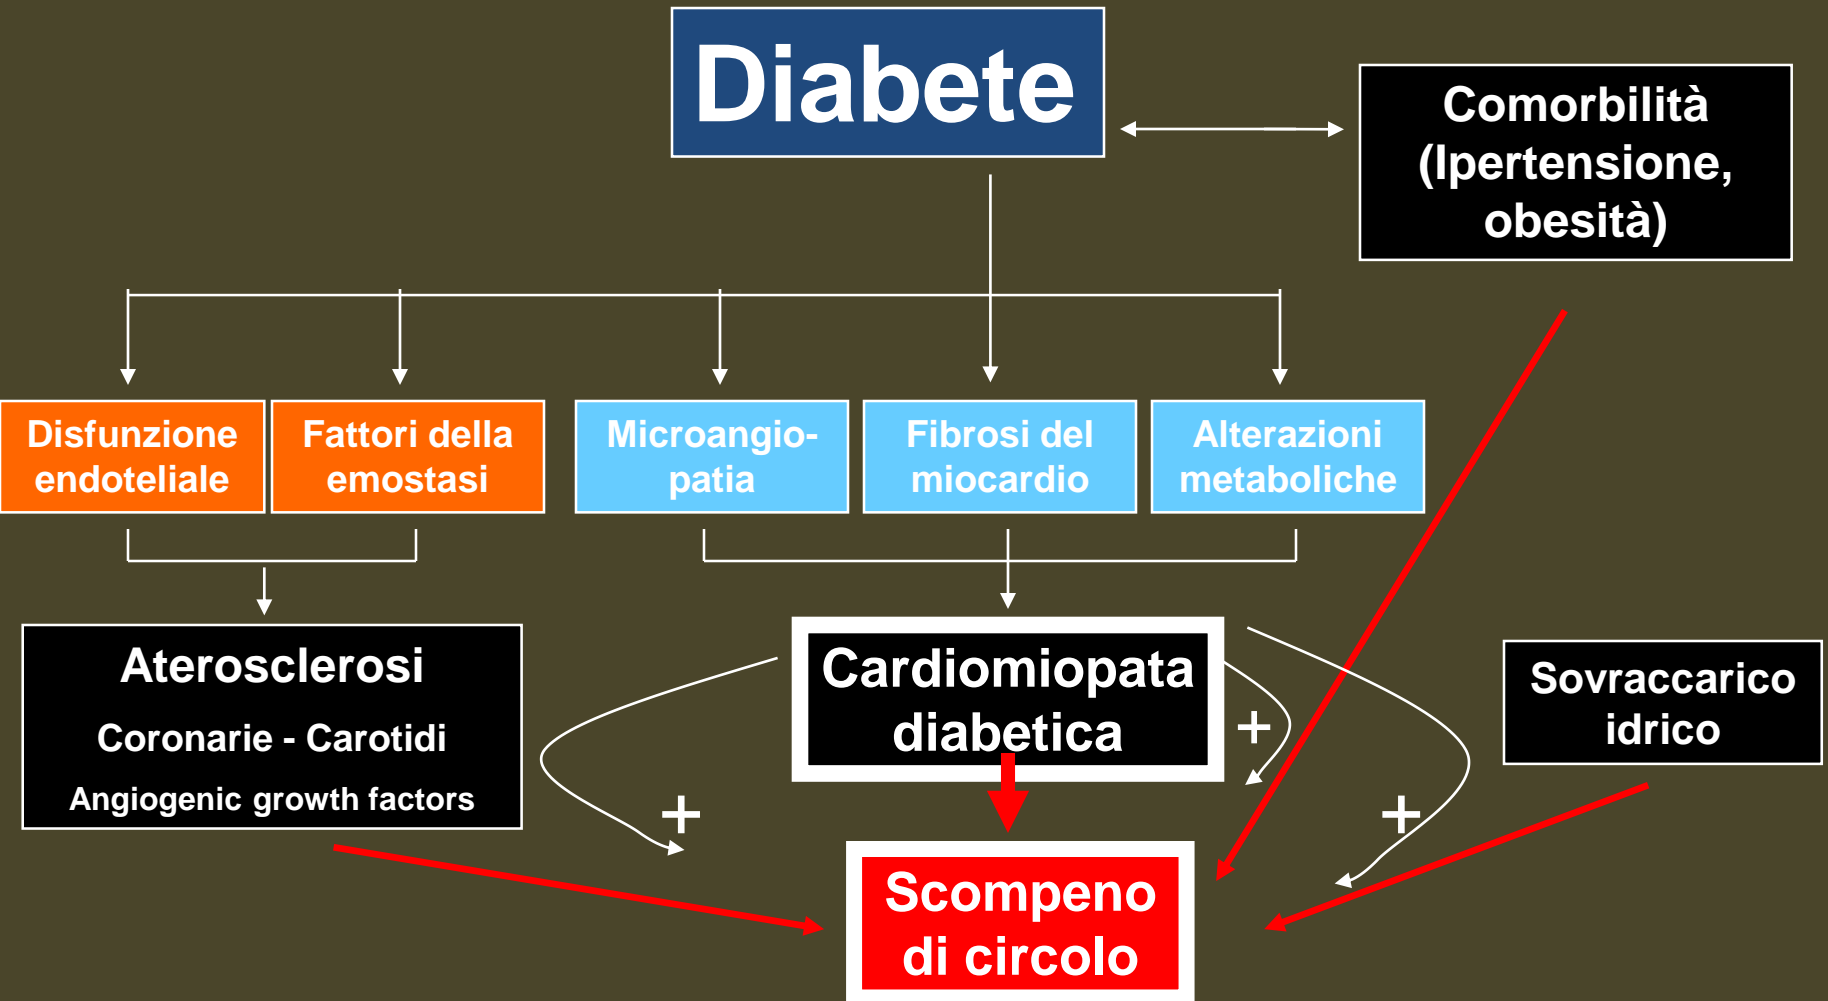 Diabete
Comorbilità
(Ipertensione,
obesità)
Disfunzione
endoteliale
Fattori della
emostasi
Microangio-
patia
Fibrosi del
miocardio
Alterazioni
metaboliche
Aterosclerosi
Coronarie - Carotidi
Angiogenic growth factors
Cardiomiopata
diabetica
+
Sovraccarico
idrico
+
+
Scompeno
di circolo